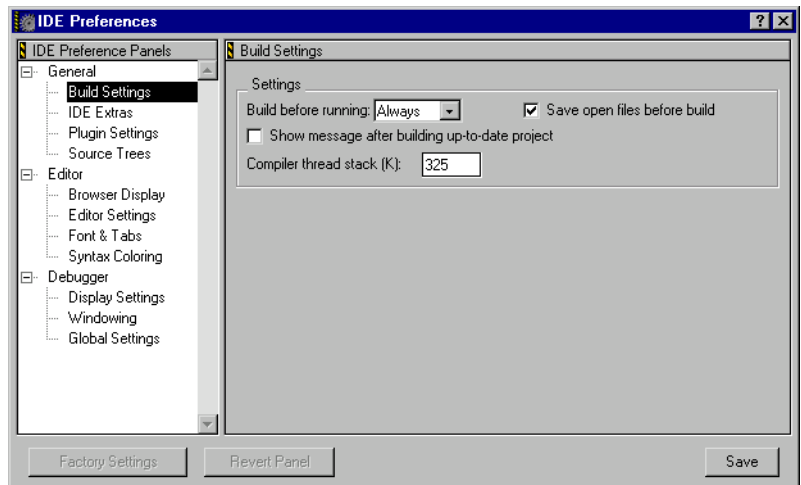 IDE Preferences
IDE Preference Panels
General
Build Settings
IDE Extras
Plugin Settings
Source Trees
Editor
Browser Display
Editor Settings
Font & Tabs
Syntax Coloring
Debugger
Display Settings
Windowing
Global Settings
Build Settings
Settings
Build before running: Always
Save open files before build
Show message after building up-to-date project
Compiler thread stack (K): 325
Factory Settings
Revert Panel
Save